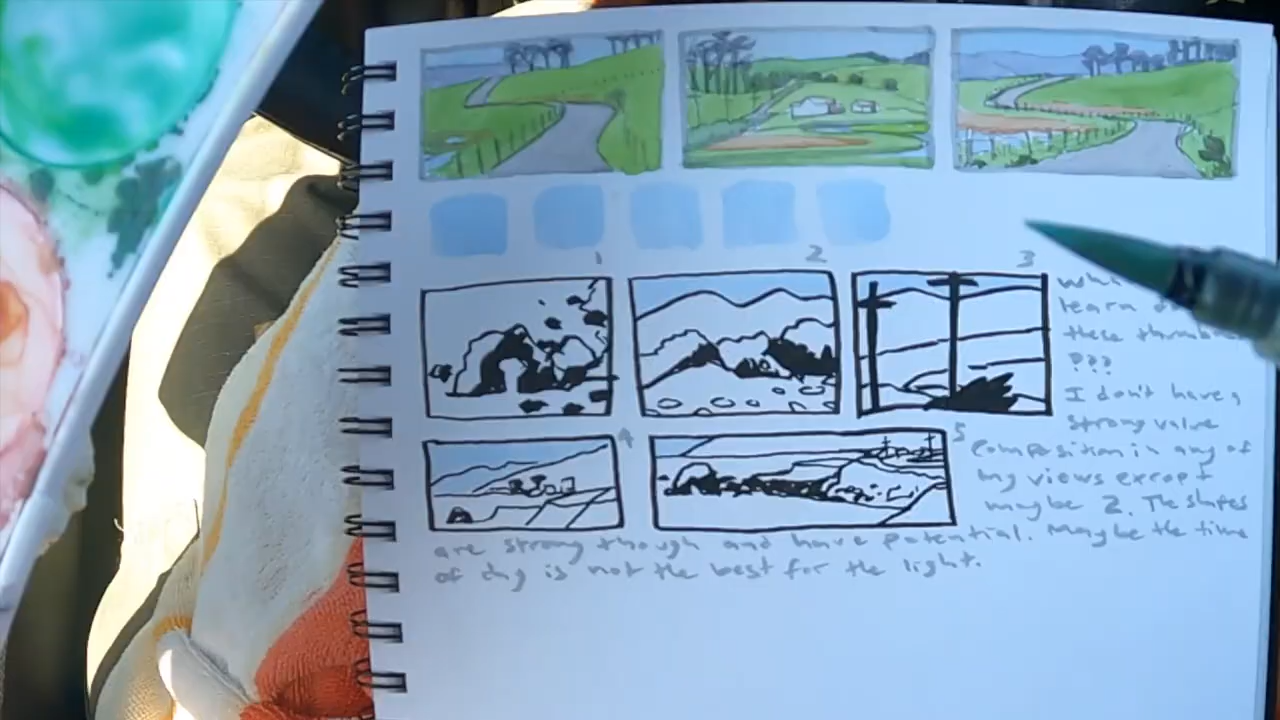 1
2
3
learn
these
???
I don't have a
strong value
4
5
composition in any of
my views except
maybe 2. The shapes
are strong though and have potential. Maybe the time
of day is not the best for the light.